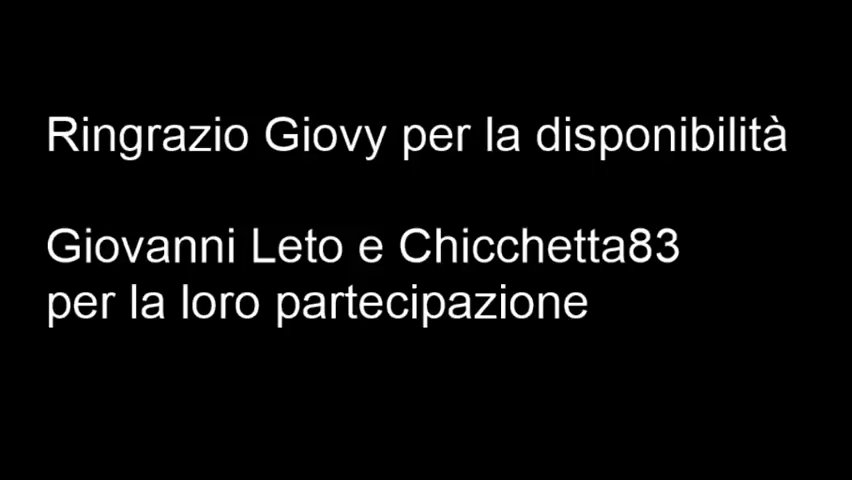 Ringrazio Giovy per la disponibilità
Giovanni Leto e Chicchetta83
per la loro partecipazione